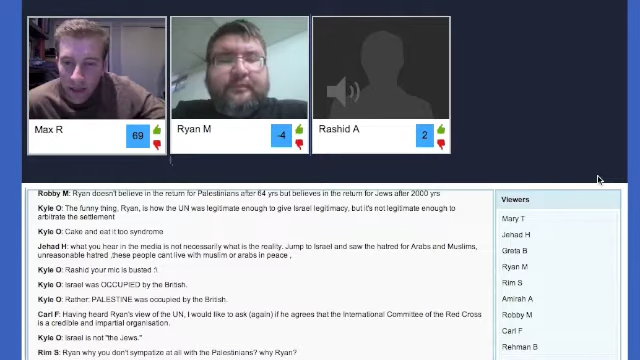 Max R
69
Ryan M
-4
Rashid A
2
Robby M: Ryan doesn't believe in the return for Palestinians after 64 yrs but believes in the return for Jews after 2000 yrs
Kyle O: The funny thing, Ryan, is how the UN was legitimate enough to give Israel legitimacy, but it's not legitimate enough to
arbitrate the settlement
Kyle O: Cake and eat it too syndrome
Jehad H: what you hear in the media is not necessarily what is the reality. Jump to Israel and saw the hatred for Arabs and Muslims,
unreasonable hatred ,these people cant live with muslim or arabs in peace ,
Kyle O: Rashid your mic is busted :\
Kyle O: Israel was OCCUPIED by the British.
Kyle O: Rather: PALESTINE was occupied by the British.
Carl F: Having heard Ryan's view of the UN, I would like to ask (again) if he agrees that the International Committee of the Red Cross
is a credible and impartial organisation.
Kyle O: Israel is not "the Jews."
Rim S: Ryan why you don't sympatize at all with the Palestinians? why Ryan?
Viewers
Mary T
Jehad H
Greta B
Ryan M
Rim S
Amirah A
Robby M
Carl F
Rehman B